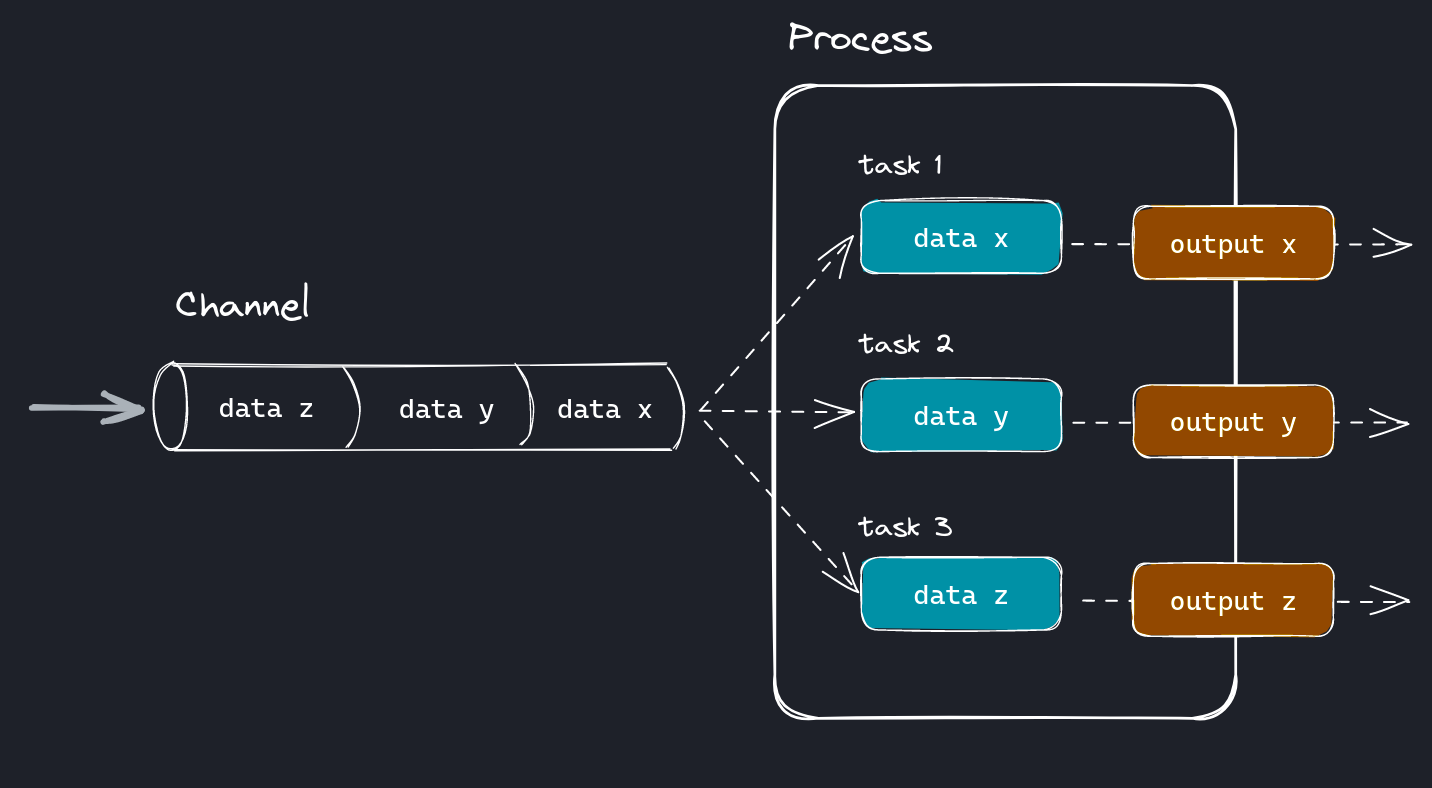 Process
task 1
data x
output x
Channel
task 2
data z
data y
data x
data y
output y
task 3
data z
output z